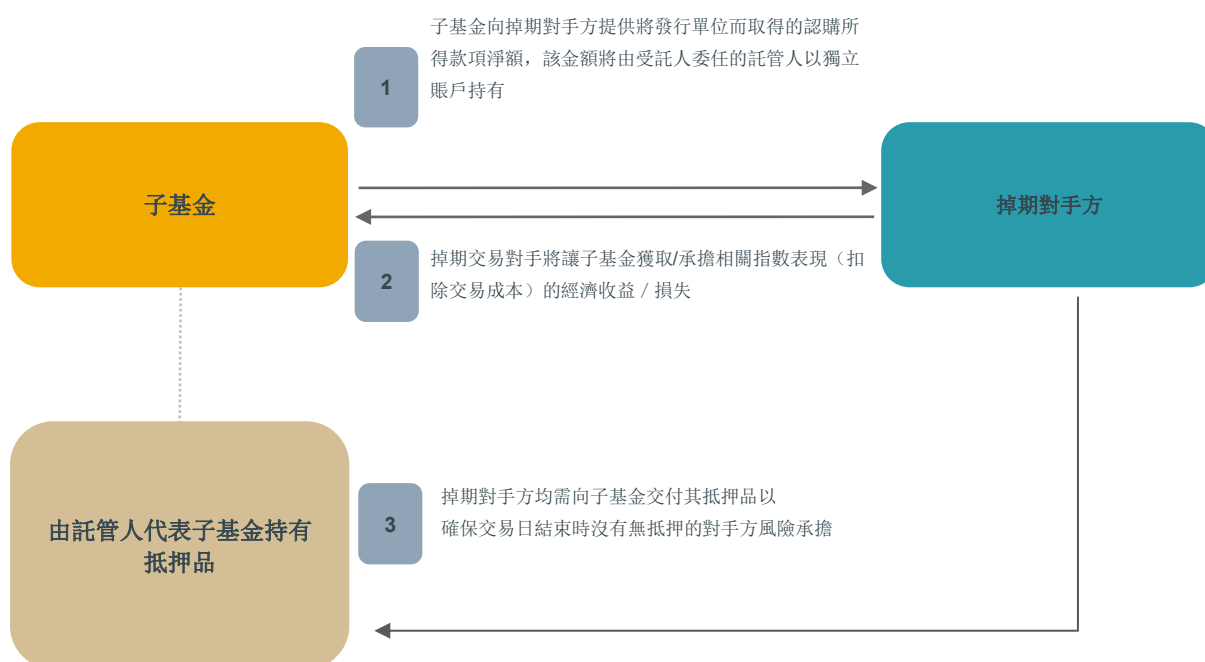 子基金向掉期對手方提供將發行單位而取得的認購所
得款項淨額，該金額將由受託人委任的託管人以獨立
賬戶持有
1
子基金
掉期對手方
2
掉期交易對手將讓子基金獲取/承擔相關指數表現（扣
除交易成本）的經濟收益 / 損失
3
掉期對手方均需向子基金交付其抵押品以
確保交易日結束時沒有無抵押的對手方風險承擔
由託管人代表子基金持有
抵押品